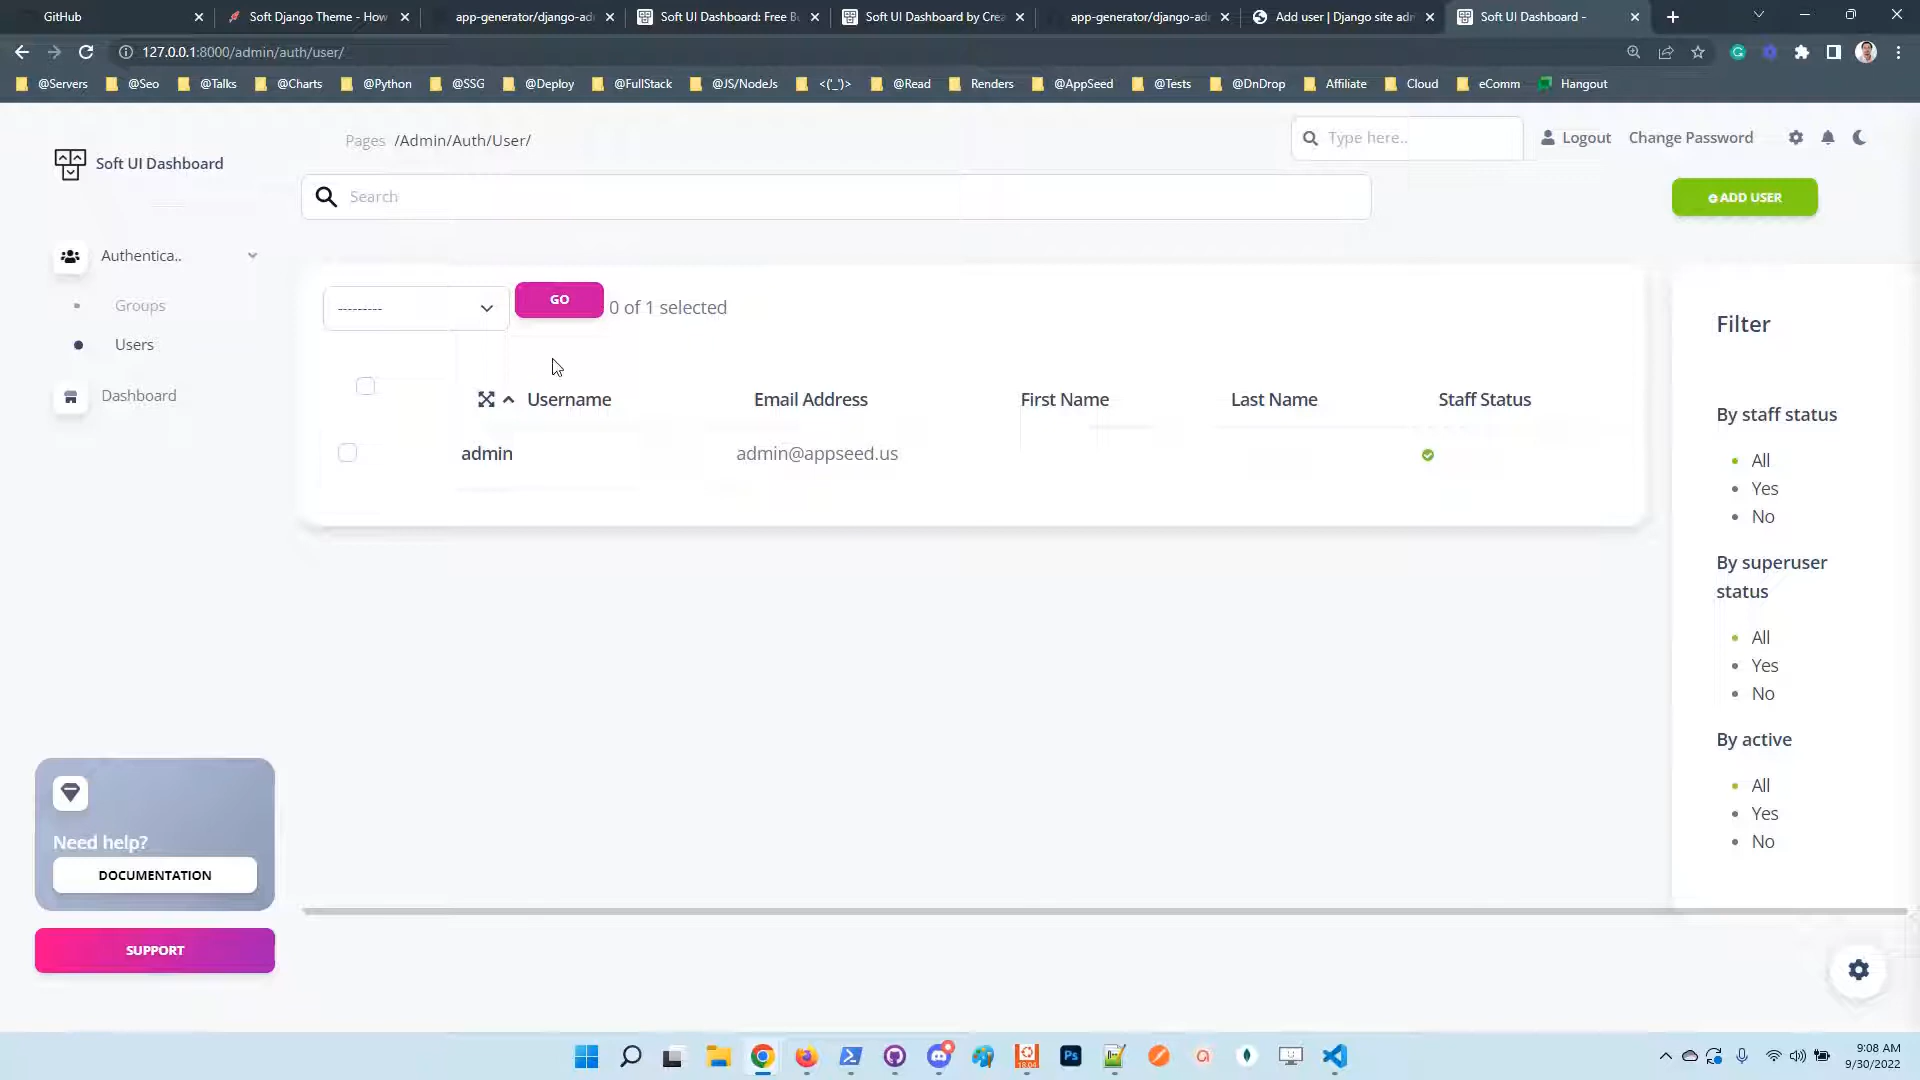 GitHub
Soft Django Theme - How
app-generator/django-ad
Soft UI Dashboard: Free B
Soft UI Dashboard by Crea
app-generator/django-ad
Add user | Django site adm
Soft UI Dashboard -
127.0.0.1:8000/admin/auth/user/
@Servers
@Seo
@Talks
@Charts
@Python
@SSG
@Deploy
@FullStack
@JS/NodeJs
<('_')>
@Read
Renders
@AppSeed
@Tests
@DnDrop
Affiliate
Cloud
eComm
Hangout
Soft UI Dashboard
Pages /Admin/Auth/User/
Type here..
Logout
Change Password
Search
ADD USER
Authentica..
Groups
Users
Dashboard
---------
GO
0 of 1 selected
Username
Email Address
First Name
Last Name
Staff Status
admin
admin@appseed.us
Filter
By staff status
All
Yes
No
By superuser
status
All
Yes
No
By active
All
Yes
No
Need help?
DOCUMENTATION
SUPPORT
Ps
18.04
9:08 AM
9/30/2022